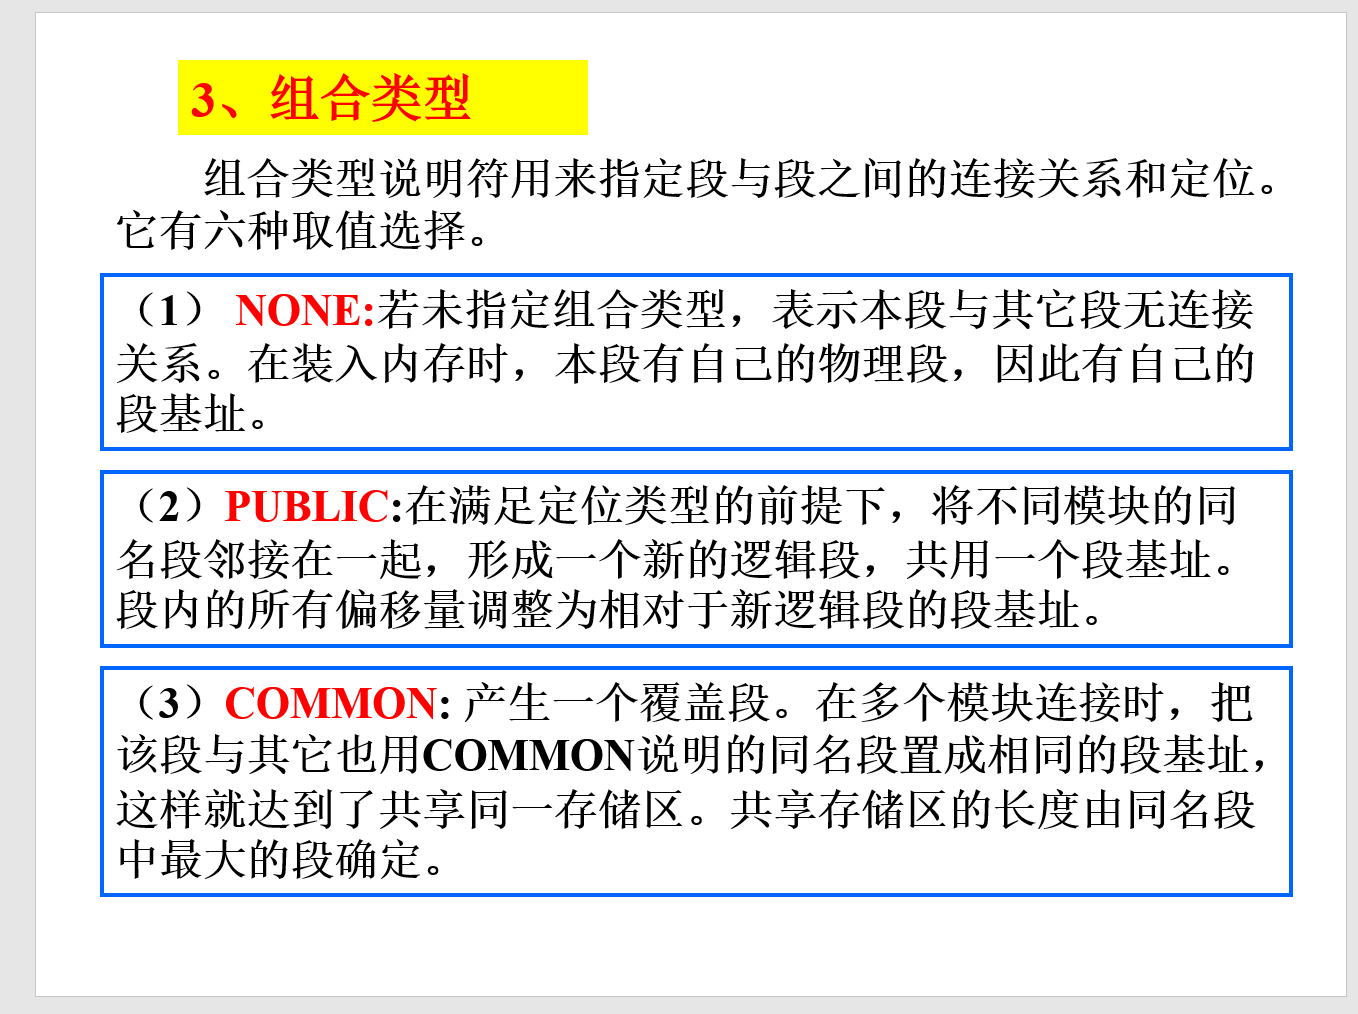 3、组合类型
组合类型说明符用来指定段与段之间的连接关系和定位。
它有六种取值选择。
（1） NONE:若未指定组合类型，表示本段与其它段无连接
关系。在装入内存时，本段有自己的物理段，因此有自己的
段基址。
（2）PUBLIC:在满足定位类型的前提下，将不同模块的同
名段邻接在一起，形成一个新的逻辑段，共用一个段基址。
段内的所有偏移量调整为相对于新逻辑段的段基址。
（3）COMMON: 产生一个覆盖段。在多个模块连接时，把
该段与其它也用COMMON说明的同名段置成相同的段基址，
这样就达到了共享同一存储区。共享存储区的长度由同名段
中最大的段确定。